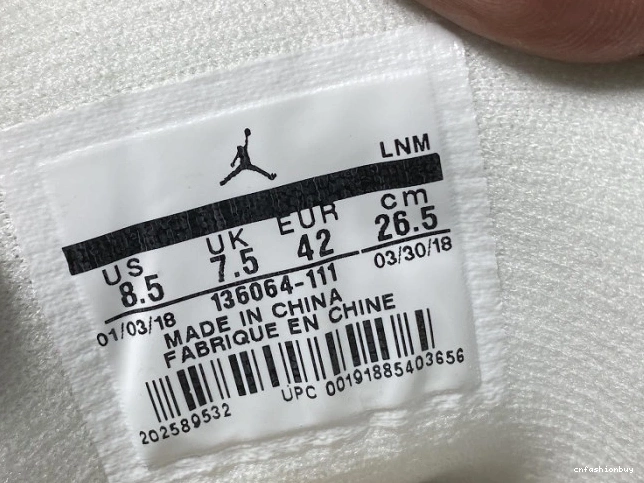 LNM
US UK EUR cm
8.5 7.5 42 26.5
136064-111
01/03/18 03/30/18
MADE IN CHINA
FABRIQUE EN CHINE
UPC 00191885403656
202589532
cnfashionbuy